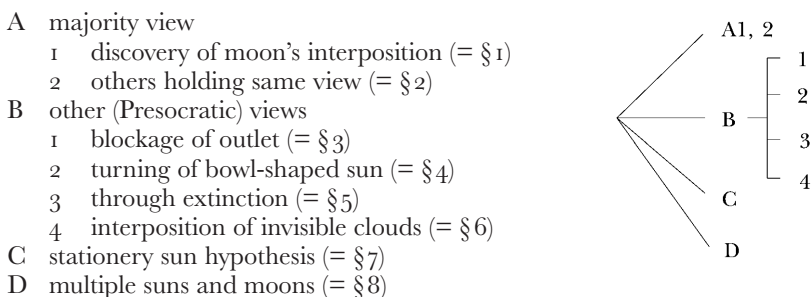 A majority view
1 discovery of moon's interposition (= §1)
2 others holding same view (= §2)
B other (Presocratic) views
1 blockage of outlet (= §3)
2 turning of bowl-shaped sun (= §4)
3 through extinction (= §5)
4 interposition of invisible clouds (= §6)
C stationery sun hypothesis (= §7)
D multiple suns and moons (= §8)
A1, 2
B
1
2
3
4
C
D